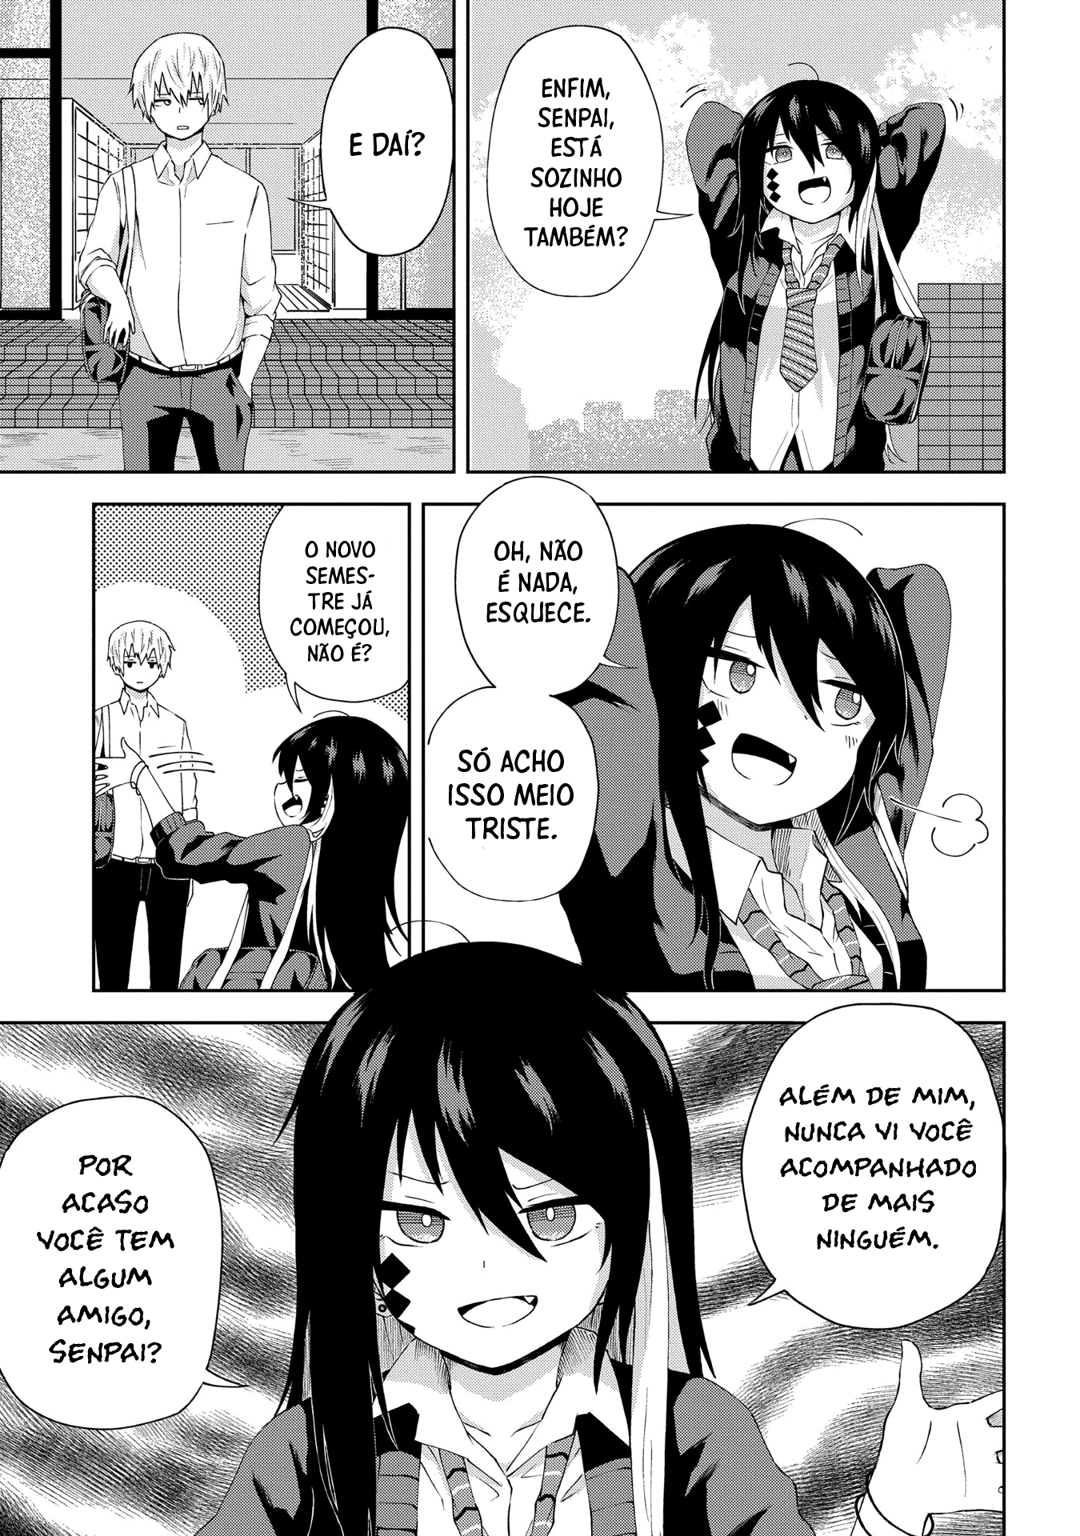 ENFIM,
SENPAI,
ESTÁ
SOZINHO
HOJE
TAMBÉM?
E DAÍ?
OH, NÃO
É NADA,
ESQUECE.
SÓ ACHO
ISSO MEIO
TRISTE.
O NOVO
SEMES-
TRE JÁ
COMEÇOU,
NÃO É?
ALÉM DE MIM,
NUNCA VI VOCÊ
ACOMPANHADO
DE MAIS
NINGUÉM.
POR
ACASO
VOCÊ TEM
ALGUM
AMIGO,
SENPAI?